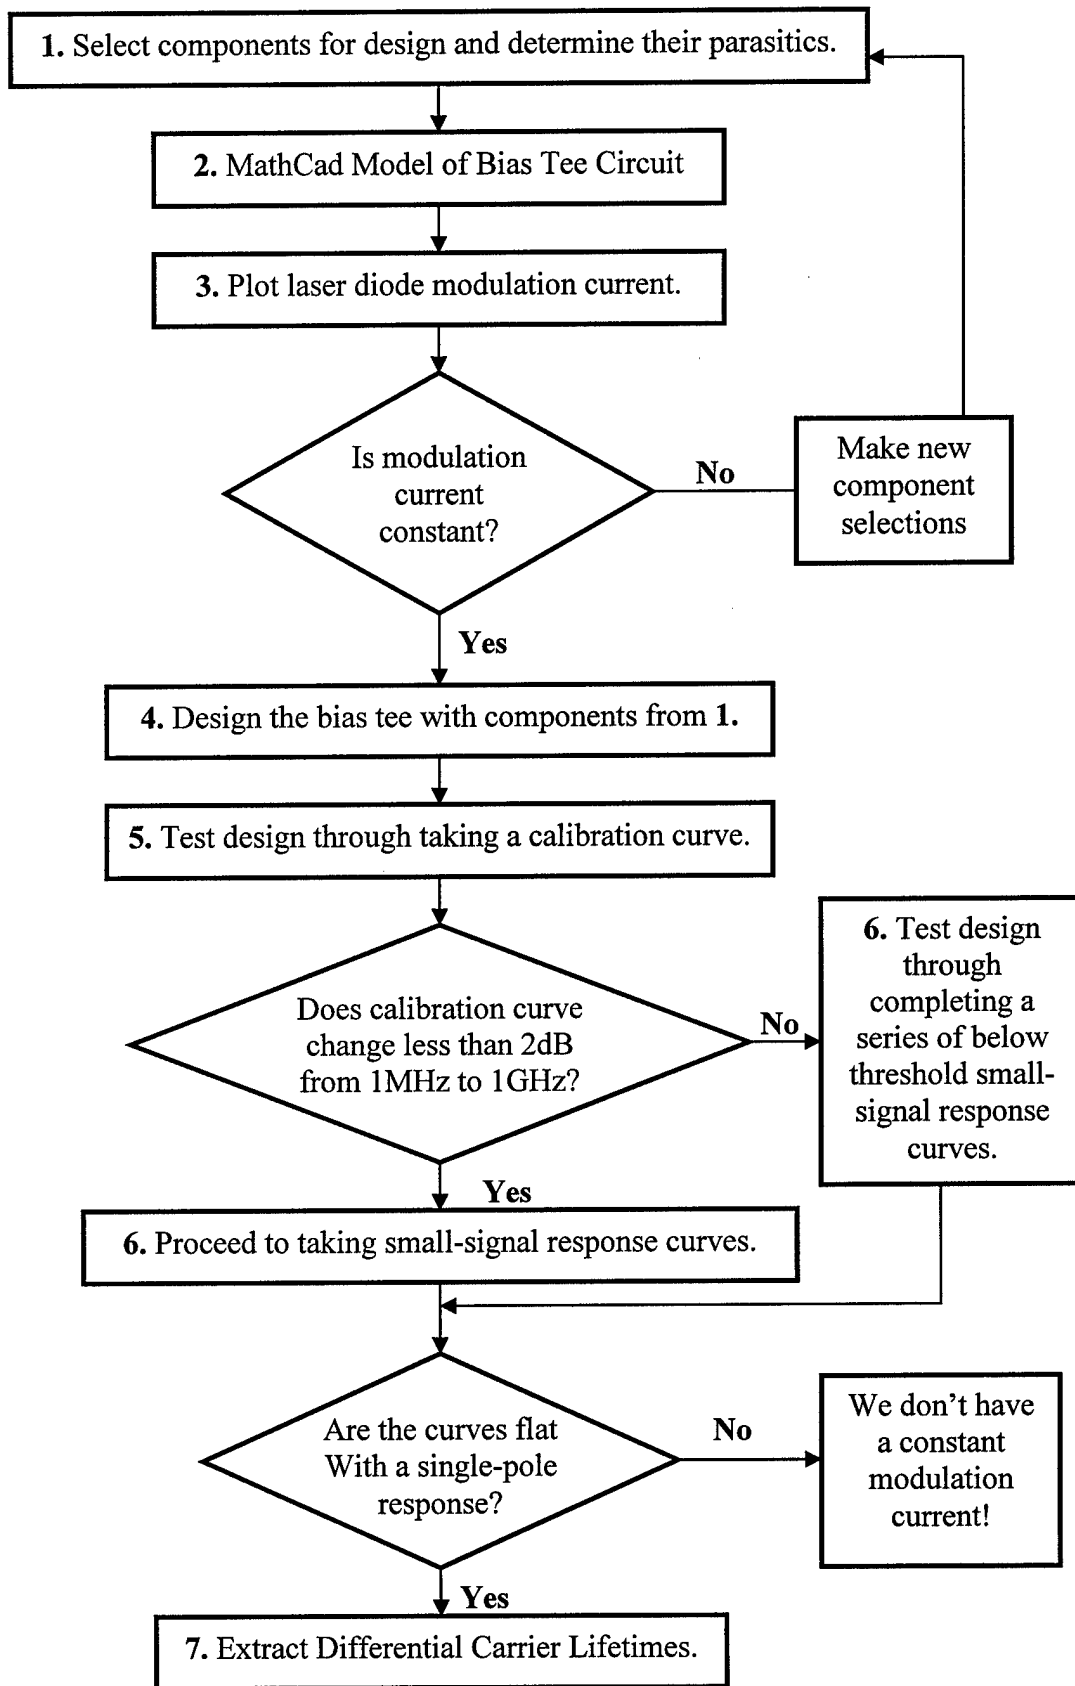 1. Select components for design and determine their parasitics.
2. MathCad Model of Bias Tee Circuit
3. Plot laser diode modulation current.
Is modulation
current
constant?
No
Make new
component
selections
Yes
4. Design the bias tee with components from 1.
5. Test design through taking a calibration curve.
Does calibration curve
change less than 2dB
from 1MHz to 1GHz?
No
6. Test design
through
completing a
series of below
threshold small-
signal response
curves.
Yes
6. Proceed to taking small-signal response curves.
Are the curves flat
With a single-pole
response?
No
We don't have
a constant
modulation
current!
Yes
7. Extract Differential Carrier Lifetimes.